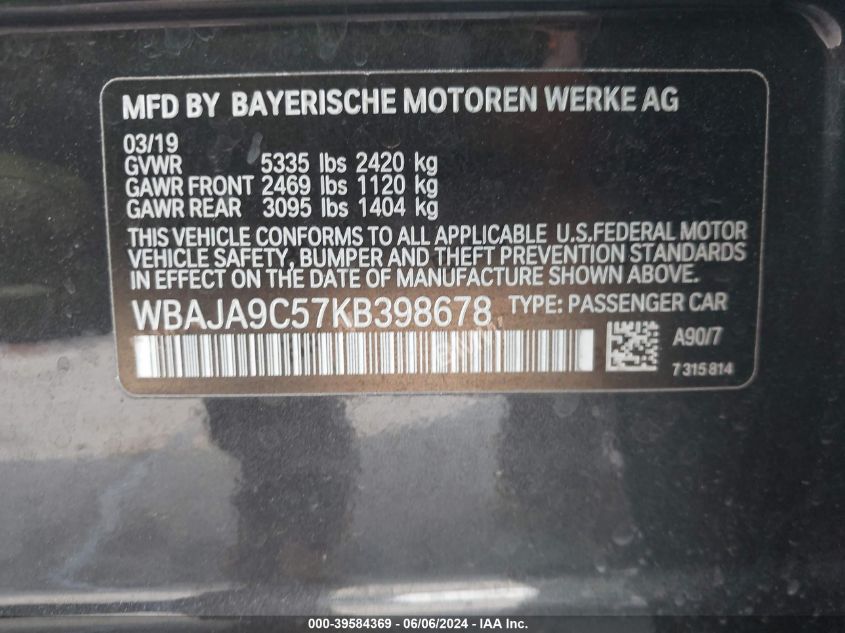 MFD BY BAYERISCHE MOTOREN WERKE AG
03/19
GVWR 5335 lbs 2420 kg
GAWR FRONT 2469 lbs 1120 kg
GAWR REAR 3095 lbs 1404 kg
THIS VEHICLE CONFORMS TO ALL APPLICABLE U.S.FEDERAL MOTOR
VEHICLE SAFETY, BUMPER AND THEFT PREVENTION STANDARDS
IN EFFECT ON THE DATE OF MANUFACTURE SHOWN ABOVE.
WBAJA9C57KB398678 TYPE: PASSENGER CAR
A90/7
7315814
000-39584369 - 06/06/2024 - © IAA, Inc.